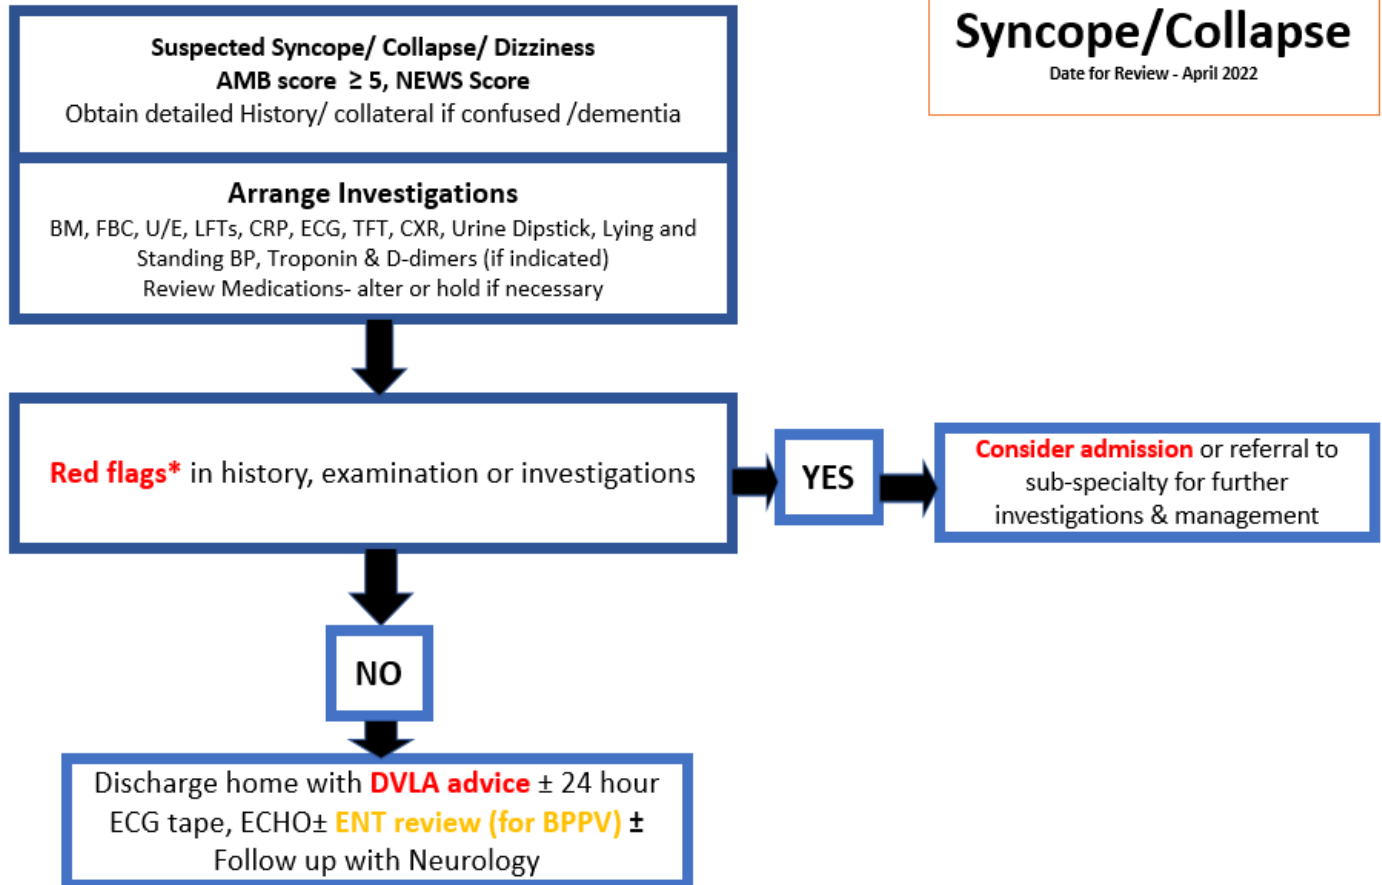 Syncope/Collapse
Date for Review - April 2022
Suspected Syncope/ Collapse/ Dizziness
AMB score ≥ 5, NEWS Score
Obtain detailed History/ collateral if confused /dementia
Arrange Investigations
BM, FBC, U/E, LFTs, CRP, ECG, TFT, CXR, Urine Dipstick, Lying and
Standing BP, Troponin & D-dimers (if indicated)
Review Medications- alter or hold if necessary
Red flags* in history, examination or investigations
YES
Consider admission or referral to
sub-specialty for further
investigations & management
NO
Discharge home with DVLA advice ± 24 hour
ECG tape, ECHO± ENT review (for BPPV) ±
Follow up with Neurology